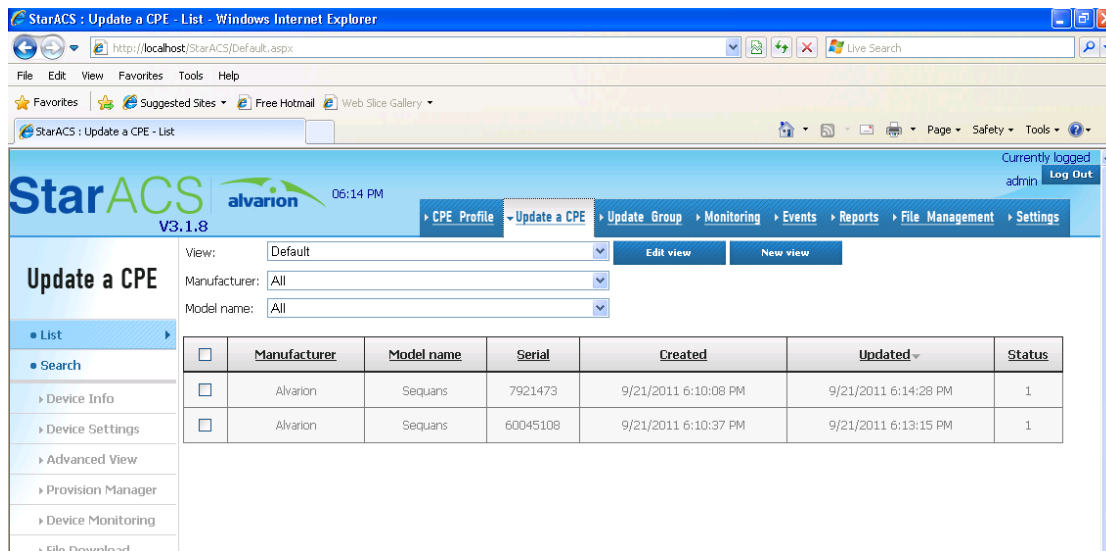 StarACS : Update a CPE - List - Windows Internet Explorer
http://localhost/StarACS/Default.aspx
Live Search
File Edit View Favorites Tools Help
Favorites Suggested Sites Free Hotmail Web Slice Gallery
StarACS : Update a CPE - List
Page Safety Tools
Currently logged
admin Log Out
StarACS alvarion 06:14 PM
V3.1.8
CPE Profile Update a CPE Update Group Monitoring Events Reports File Management Settings
Update a CPE
View: Default Edit view New view
Manufacturer: All
Model name: All
List
Search
Device Info
Device Settings
Advanced View
Provision Manager
Device Monitoring
File Download
Manufacturer Model name Serial Created Updated Status
Alvarion Sequans 7921473 9/21/2011 6:10:08 PM 9/21/2011 6:14:28 PM 1
Alvarion Sequans 60045108 9/21/2011 6:10:37 PM 9/21/2011 6:13:15 PM 1